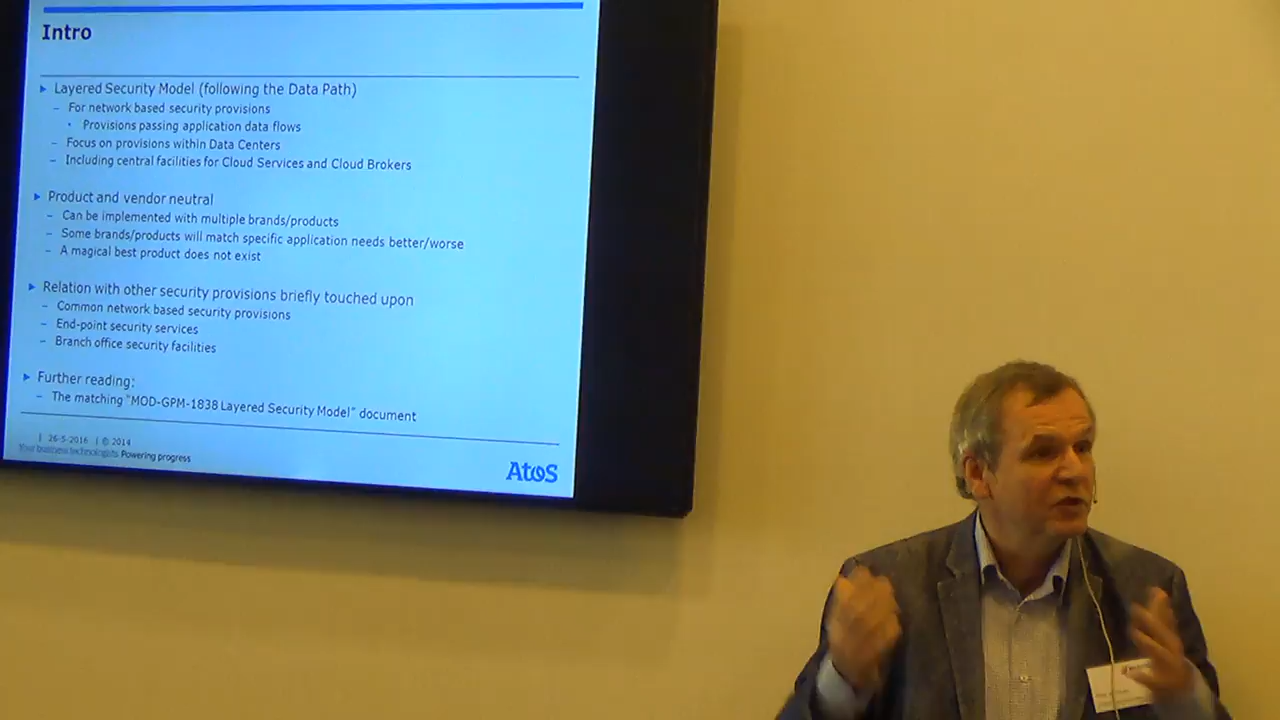 Intro
▶ Layered Security Model (following the Data Path)
– For network based security provisions
• Provisions passing application data flows
– Focus on provisions within Data Centers
– Including central facilities for Cloud Services and Cloud Brokers
▶ Product and vendor neutral
– Can be implemented with multiple brands/products
– Some brands/products will match specific application needs better/worse
– A magical best product does not exist
▶ Relation with other security provisions briefly touched upon
– Common network based security provisions
– End-point security services
– Branch office security facilities
▶ Further reading:
– The matching "MOD-GPM-1838 Layered Security Model" document
| 26-5-2016 | © 2014
Your business technologists. Powering progress
Atos